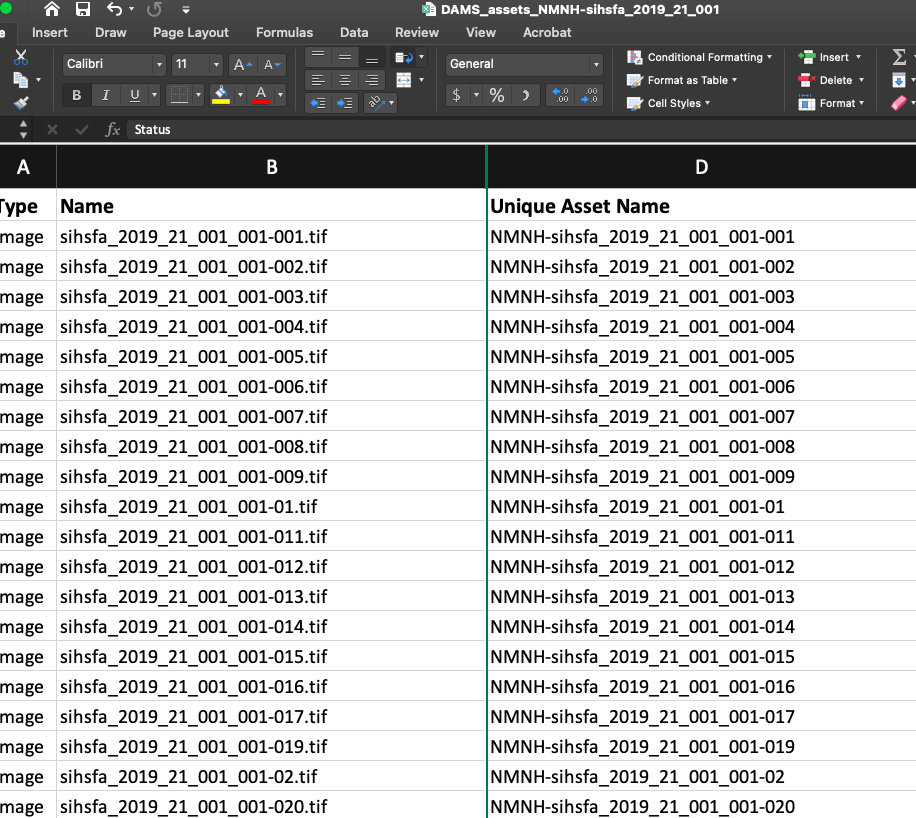 DAMS_assets_NMNH-sihsfa_2019_21_001
Insert Draw Page Layout Formulas Data Review View Acrobat
Calibri 11 A A General Conditional Formatting Insert
B I U A $ % Format as Table Delete
Cell Styles Format
fx Status
A B D
Type Name Unique Asset Name
mage sihsfa_2019_21_001_001-001.tif NMNH-sihsfa_2019_21_001_001-001
mage sihsfa_2019_21_001_001-002.tif NMNH-sihsfa_2019_21_001_001-002
mage sihsfa_2019_21_001_001-003.tif NMNH-sihsfa_2019_21_001_001-003
mage sihsfa_2019_21_001_001-004.tif NMNH-sihsfa_2019_21_001_001-004
mage sihsfa_2019_21_001_001-005.tif NMNH-sihsfa_2019_21_001_001-005
mage sihsfa_2019_21_001_001-006.tif NMNH-sihsfa_2019_21_001_001-006
mage sihsfa_2019_21_001_001-007.tif NMNH-sihsfa_2019_21_001_001-007
mage sihsfa_2019_21_001_001-008.tif NMNH-sihsfa_2019_21_001_001-008
mage sihsfa_2019_21_001_001-009.tif NMNH-sihsfa_2019_21_001_001-009
mage sihsfa_2019_21_001_001-01.tif NMNH-sihsfa_2019_21_001_001-01
mage sihsfa_2019_21_001_001-011.tif NMNH-sihsfa_2019_21_001_001-011
mage sihsfa_2019_21_001_001-012.tif NMNH-sihsfa_2019_21_001_001-012
mage sihsfa_2019_21_001_001-013.tif NMNH-sihsfa_2019_21_001_001-013
mage sihsfa_2019_21_001_001-014.tif NMNH-sihsfa_2019_21_001_001-014
mage sihsfa_2019_21_001_001-015.tif NMNH-sihsfa_2019_21_001_001-015
mage sihsfa_2019_21_001_001-016.tif NMNH-sihsfa_2019_21_001_001-016
mage sihsfa_2019_21_001_001-017.tif NMNH-sihsfa_2019_21_001_001-017
mage sihsfa_2019_21_001_001-019.tif NMNH-sihsfa_2019_21_001_001-019
mage sihsfa_2019_21_001_001-02.tif NMNH-sihsfa_2019_21_001_001-02
mage sihsfa_2019_21_001_001-020.tif NMNH-sihsfa_2019_21_001_001-020